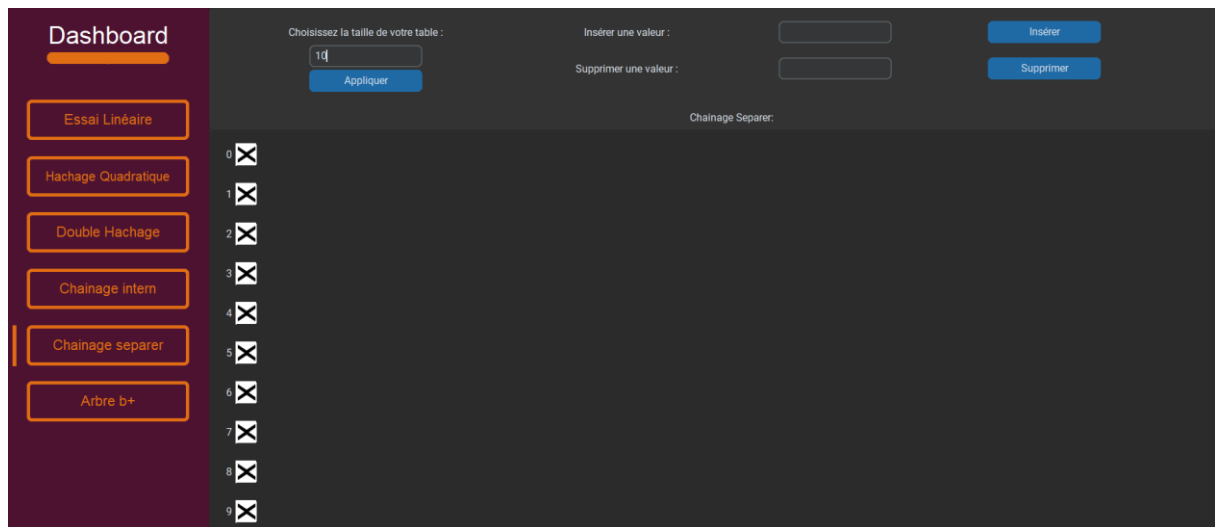 Dashboard
Essai Linéaire
Hachage Quadratique
Double Hachage
Chainage intern
Chainage separer
Arbre b+
Choisissez la taille de votre table :
10
Appliquer
Insérer une valeur :
Insérer
Supprimer une valeur :
Supprimer
Chainage Separer:
0
1
2
3
4
5
6
7
8
9